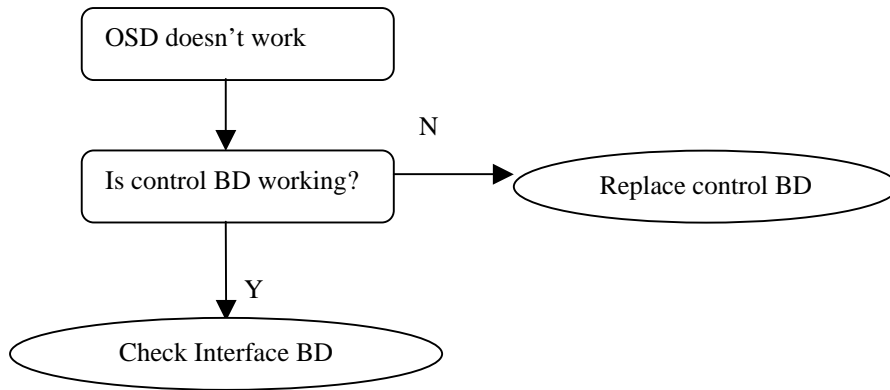 OSD doesn’t work
N
Is control BD working?
Replace control BD
Y
Check Interface BD